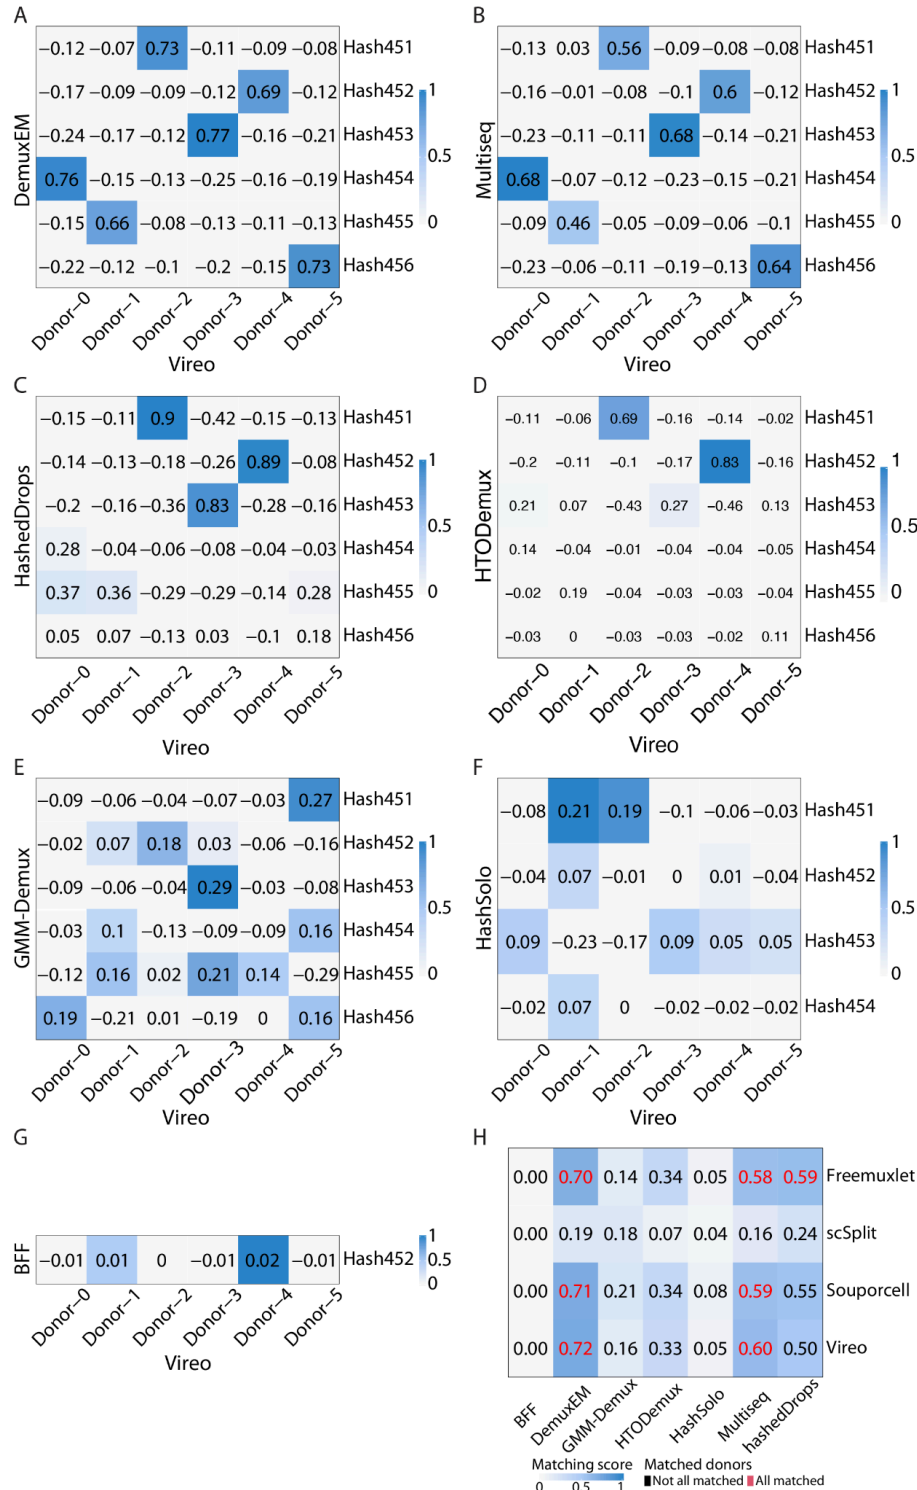 A
−0.12 −0.07 0.73 −0.11 −0.09 −0.08 Hash451
−0.17 −0.09 −0.09 −0.12 0.69 −0.12 Hash452
−0.24 −0.17 −0.12 0.77 −0.16 −0.21 Hash453
0.76 −0.15 −0.13 −0.25 −0.16 −0.19 Hash454
−0.15 0.66 −0.08 −0.13 −0.11 −0.13 Hash455
−0.22 −0.12 −0.1 −0.2 −0.15 0.73 Hash456
DemuxEM
1
0.5
0
Donor−0 Donor−1 Donor−2 Donor−3 Donor−4 Donor−5
Vireo
B
−0.13 0.03 0.56 −0.09 −0.08 −0.08 Hash451
−0.16 −0.01 −0.08 −0.1 0.6 −0.12 Hash452
−0.23 −0.11 −0.11 0.68 −0.14 −0.21 Hash453
0.68 −0.07 −0.12 −0.23 −0.15 −0.21 Hash454
−0.09 0.46 −0.05 −0.09 −0.06 −0.1 Hash455
−0.23 −0.06 −0.11 −0.19 −0.13 0.64 Hash456
Multiseq
1
0.5
0
Donor−0 Donor−1 Donor−2 Donor−3 Donor−4 Donor−5
Vireo
C
−0.15 −0.11 0.9 −0.42 −0.15 −0.13 Hash451
−0.14 −0.13 −0.18 −0.26 0.89 −0.08 Hash452
−0.2 −0.16 −0.36 0.83 −0.28 −0.16 Hash453
0.28 −0.04 −0.06 −0.08 −0.04 −0.03 Hash454
0.37 0.36 −0.29 −0.29 −0.14 0.28 Hash455
0.05 0.07 −0.13 0.03 −0.1 0.18 Hash456
HashedDrops
1
0.5
0
Donor−0 Donor−1 Donor−2 Donor−3 Donor−4 Donor−5
Vireo
D
−0.11 −0.06 0.69 −0.16 −0.14 −0.02 Hash451
−0.2 −0.11 −0.1 −0.17 0.83 −0.16 Hash452
0.21 0.07 −0.43 0.27 −0.46 0.13 Hash453
0.14 −0.04 −0.01 −0.04 −0.04 −0.05 Hash454
−0.02 0.19 −0.04 −0.03 −0.03 −0.04 Hash455
−0.03 0 −0.03 −0.03 −0.02 0.11 Hash456
HTODemux
1
0.5
0
Donor−0 Donor−1 Donor−2 Donor−3 Donor−4 Donor−5
Vireo
E
−0.09 −0.06 −0.04 −0.07 −0.03 0.27 Hash451
−0.02 0.07 0.18 0.03 −0.06 −0.16 Hash452
−0.09 −0.06 −0.04 0.29 −0.03 −0.08 Hash453
−0.03 0.1 −0.13 −0.09 −0.09 0.16 Hash454
−0.12 0.16 0.02 0.21 0.14 −0.29 Hash455
0.19 −0.21 0.01 −0.19 0 0.16 Hash456
GMM-Demux
1
0.5
0
Donor−0 Donor−1 Donor−2 Donor−3 Donor−4 Donor−5
Vireo
F
−0.08 0.21 0.19 −0.1 −0.06 −0.03 Hash451
−0.04 0.07 −0.01 0 0.01 −0.04 Hash452
0.09 −0.23 −0.17 0.09 0.05 0.05 Hash453
−0.02 0.07 0 −0.02 −0.02 −0.02 Hash454
HashSolo
1
0.5
0
Donor−0 Donor−1 Donor−2 Donor−3 Donor−4 Donor−5
Vireo
G
−0.01 0.01 0 −0.01 0.02 −0.01 Hash452
BFF
1
0.5
0
Donor−0 Donor−1 Donor−2 Donor−3 Donor−4 Donor−5
Vireo
H
0.00 0.70 0.14 0.34 0.05 0.58 0.59 Freemuxlet
0.00 0.19 0.18 0.07 0.04 0.16 0.24 scSplit
0.00 0.71 0.21 0.34 0.08 0.59 0.55 Souporcell
0.00 0.72 0.16 0.33 0.05 0.60 0.50 Vireo
BFF DemuxEM GMM-Demux HTODemux HashSolo Multiseq hashedDrops
Matching score Matched donors
0 0.5 1 Not all matched All matched